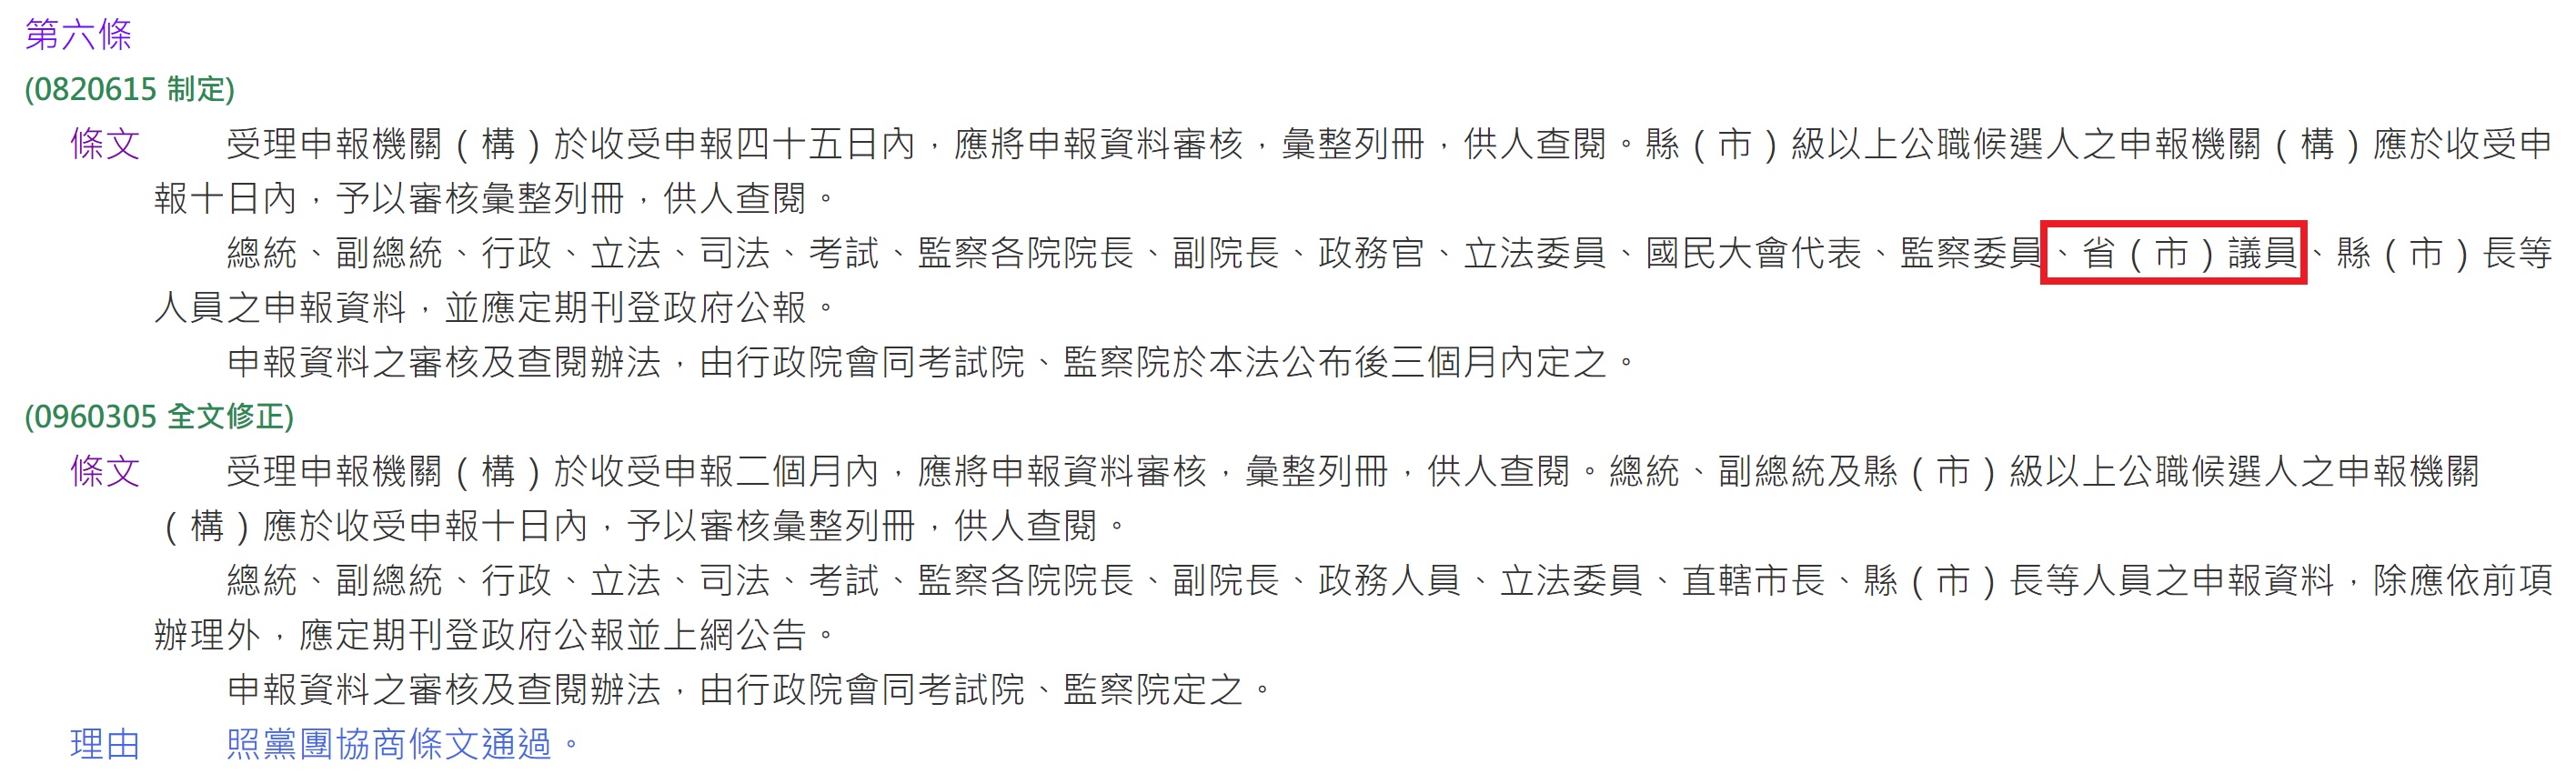 第六條
(0820615 制定)
條文 受理申報機關（構）於收受申報四十五日內，應將申報資料審核，彙整列冊，供人查閱。縣（市）級以上公職候選人之申報機關（構）應於收受申
報十日內，予以審核彙整列冊，供人查閱。
總統、副總統、行政、立法、司法、考試、監察各院院長、副院長、政務官、立法委員、國民大會代表、監察委員、省（市）議員、縣（市）長等
人員之申報資料，並應定期刊登政府公報。
申報資料之審核及查閱辦法，由行政院會同考試院、監察院於本法公布後三個月內定之。
(0960305 全文修正)
條文 受理申報機關（構）於收受申報二個月內，應將申報資料審核，彙整列冊，供人查閱。總統、副總統及縣（市）級以上公職候選人之申報機關
（構）應於收受申報十日內，予以審核彙整列冊，供人查閱。
總統、副總統、行政、立法、司法、考試、監察各院院長、副院長、政務人員、立法委員、直轄市長、縣（市）長等人員之申報資料，除應依前項
辦理外，應定期刊登政府公報並上網公告。
申報資料之審核及查閱辦法，由行政院會同考試院、監察院定之。
理由 照黨團協商條文通過。